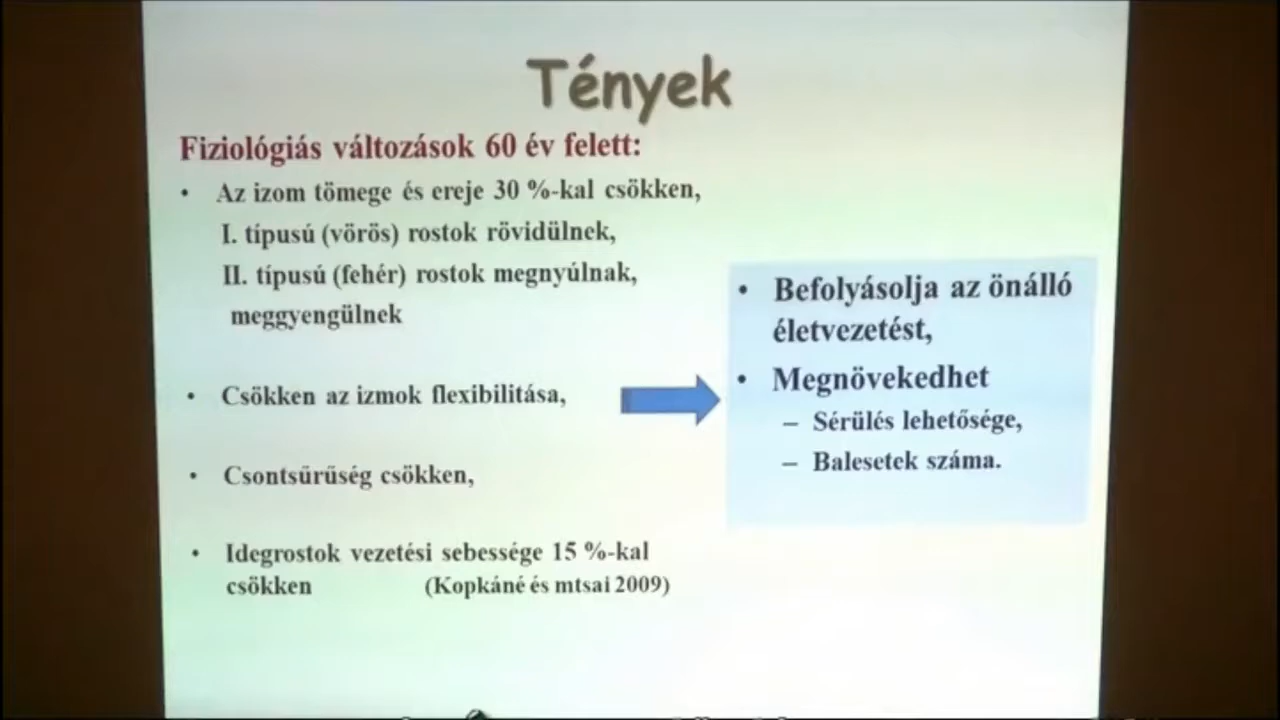 Tények
Fiziológiás változások 60 év felett:
• Az izom tömege és ereje 30 %-kal csökken,
I. típusú (vörös) rostok rövidülnek,
II. típusú (fehér) rostok megnyúlnak,
meggyengülnek
• Csökken az izmok flexibilitása,
• Csontsűrűség csökken,
• Idegrostok vezetési sebessége 15 %-kal
csökken (Kopkáné és mtsai 2009)
• Befolyásolja az önálló
életvezetést,
• Megnövekedhet
– Sérülés lehetősége,
– Balesetek száma.